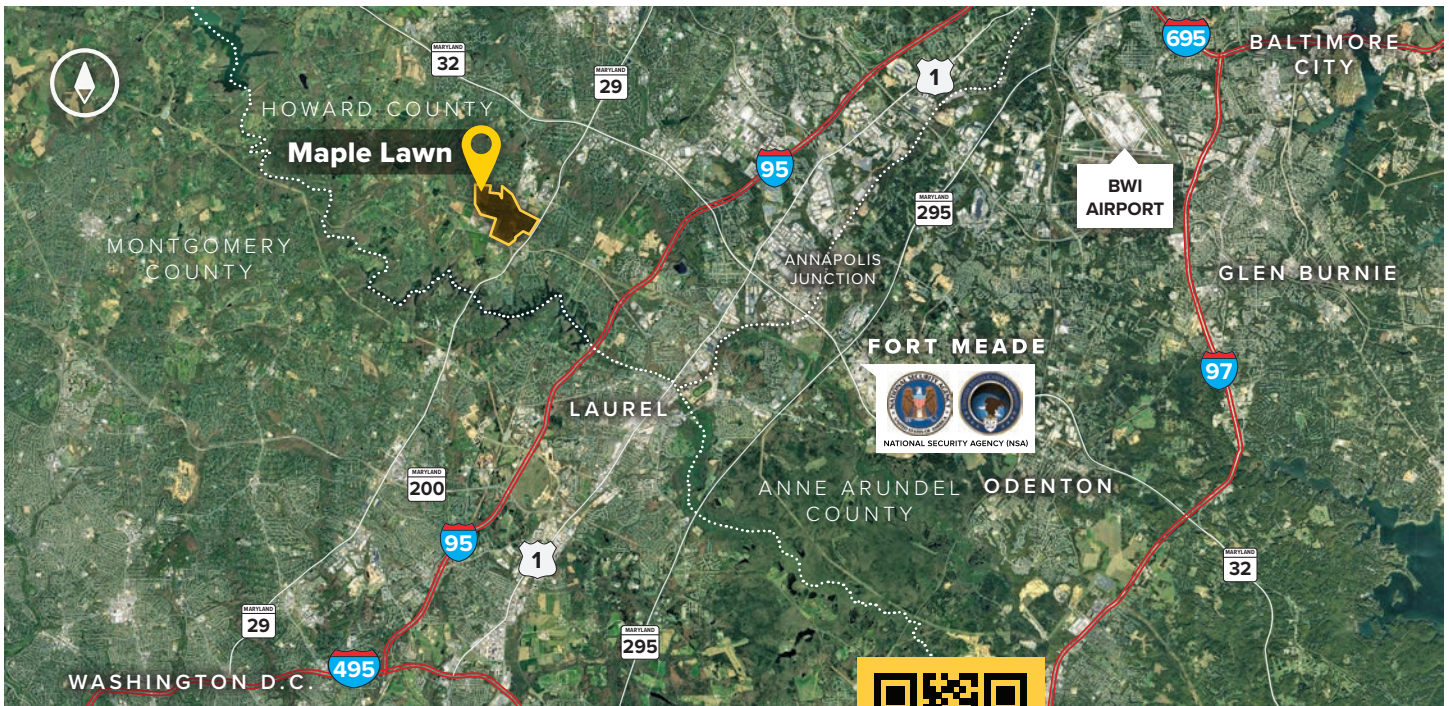 MARYLAND
32
MARYLAND
29
1
695
BALTIMORE
CITY
HOWARD COUNTY
Maple Lawn
95
MARYLAND
295
BWI
AIRPORT
MONTGOMERY
COUNTY
ANNAPOLIS
JUNCTION
GLEN BURNIE
FORT MEADE
NATIONAL SECURITY AGENCY (NSA)
97
LAUREL
MARYLAND
200
ANNE ARUNDEL
COUNTY
ODENTON
95
1
MARYLAND
32
MARYLAND
29
MARYLAND
295
495
WASHINGTON D.C.